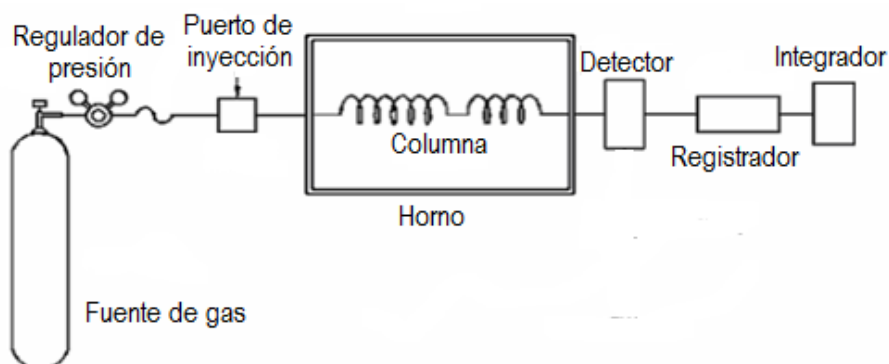 Regulador de
presión
Puerto de
inyección
Detector
Integrador
Columna
Registrador
Horno
Fuente de gas